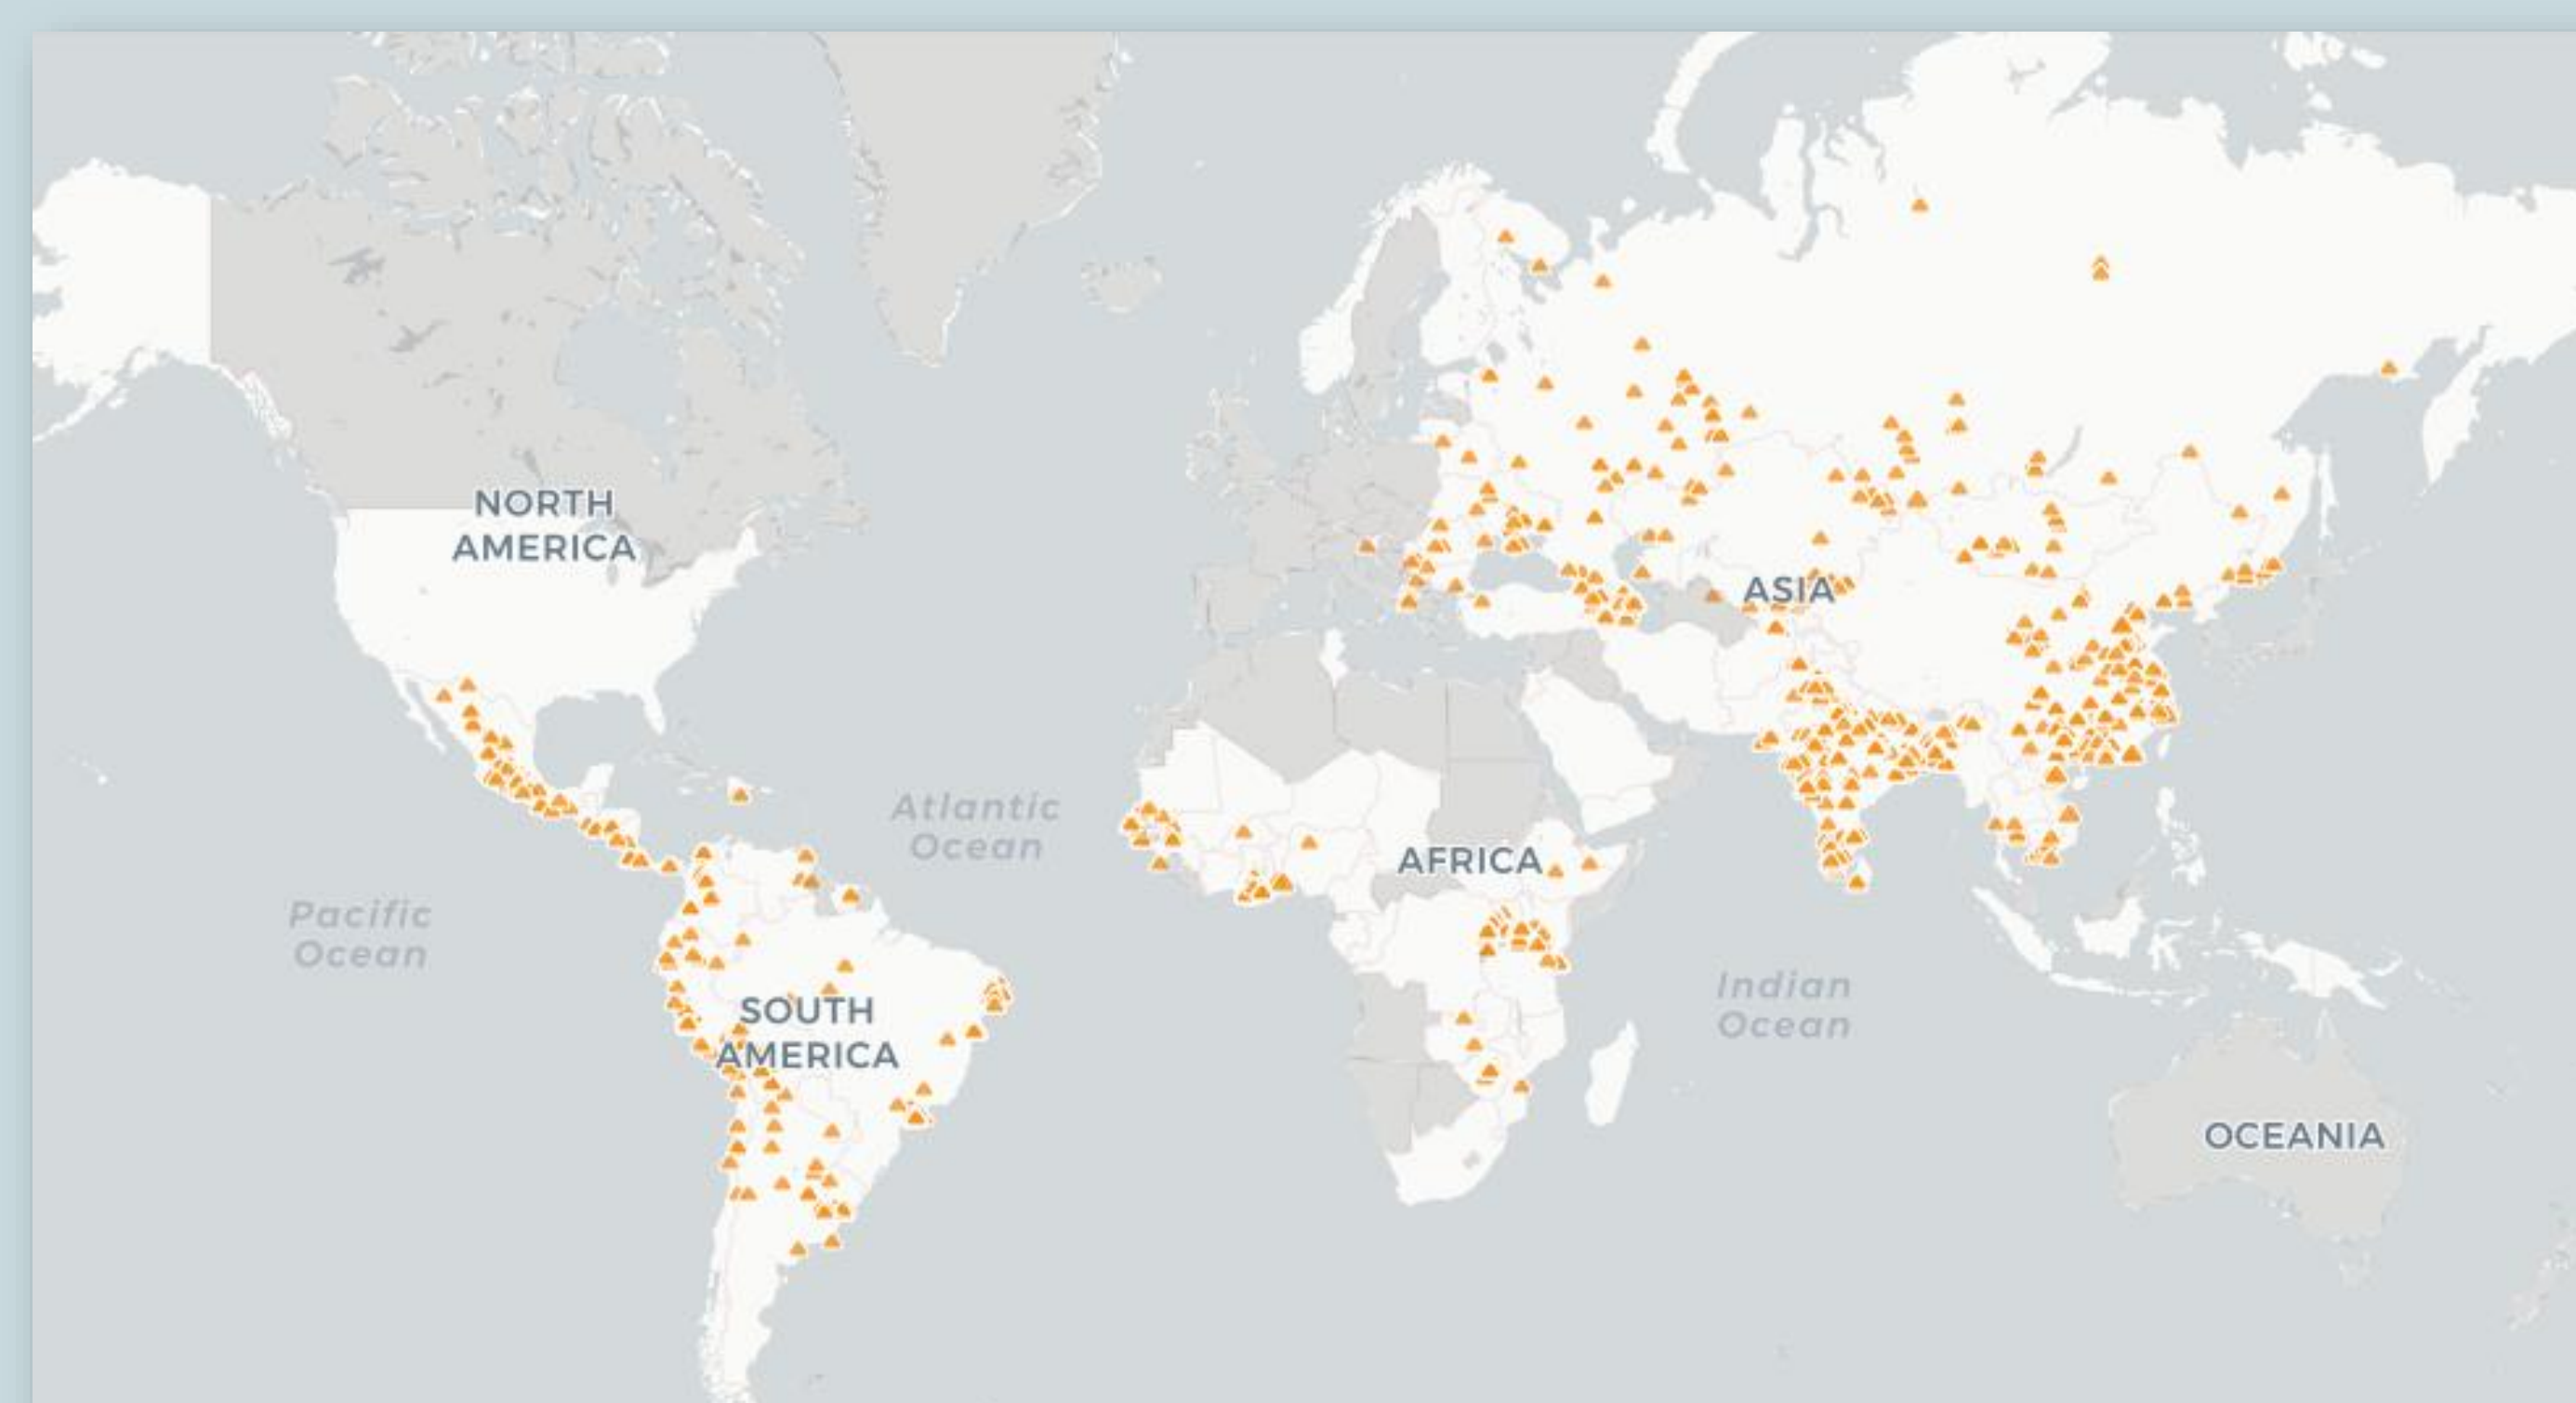 NORTH
AMERICA
Atlantic
Ocean
Pacific
Ocean
SOUTH
AMERICA
AFRICA
ASIA
Indian
Ocean
OCEANIA